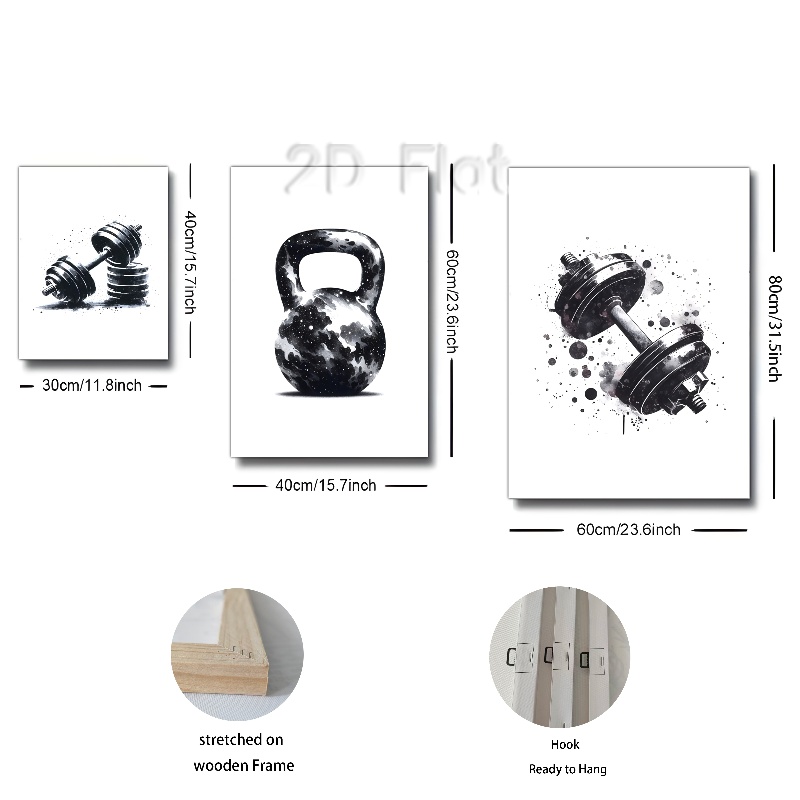 2D Flat
40cm/15.7inch
30cm/11.8inch
60cm/23.6inch
40cm/15.7inch
80cm/31.5inch
60cm/23.6inch
stretched on
wooden Frame
Hook
Ready to Hang